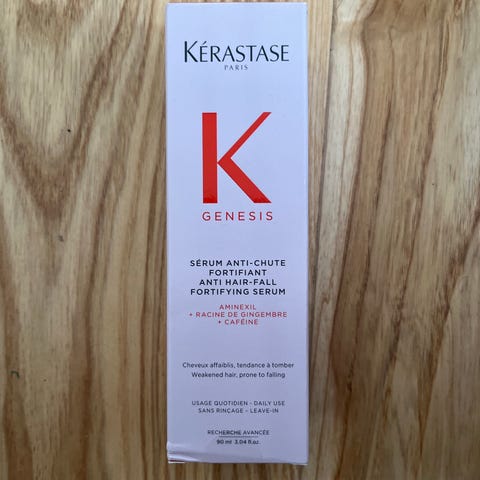 KÉRASTASE
PARIS
K
GENESIS
SÉRUM ANTI-CHUTE
FORTIFIANT
ANTI HAIR-FALL
FORTIFYING SERUM
AMINEXIL
+ RACINE DE GINGEMBRE
+ CAFÉINE
Cheveux affaiblis, tendance à tomber
Weakened hair, prone to falling
USAGE QUOTIDIEN - DAILY USE
SANS RINÇAGE - LEAVE-IN
RECHERCHE AVANCÉE
90 ml 3.04 fl.oz.